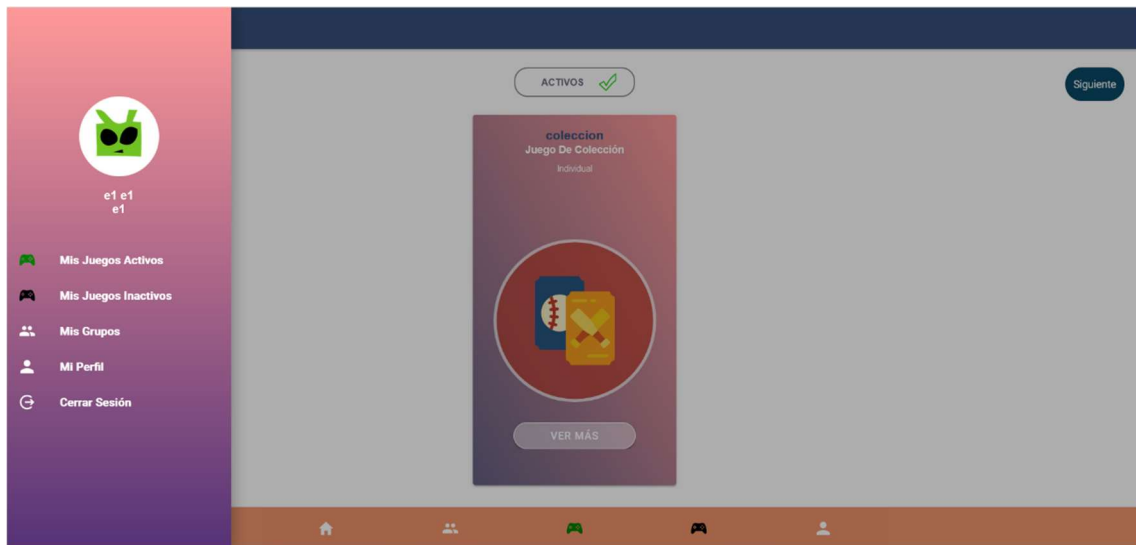 e1 e1
e1
Mis Juegos Activos
Mis Juegos Inactivos
Mis Grupos
Mi Perfil
Cerrar Sesión
ACTIVOS
Siguiente
coleccion
Juego De Colección
Individual
VER MÁS